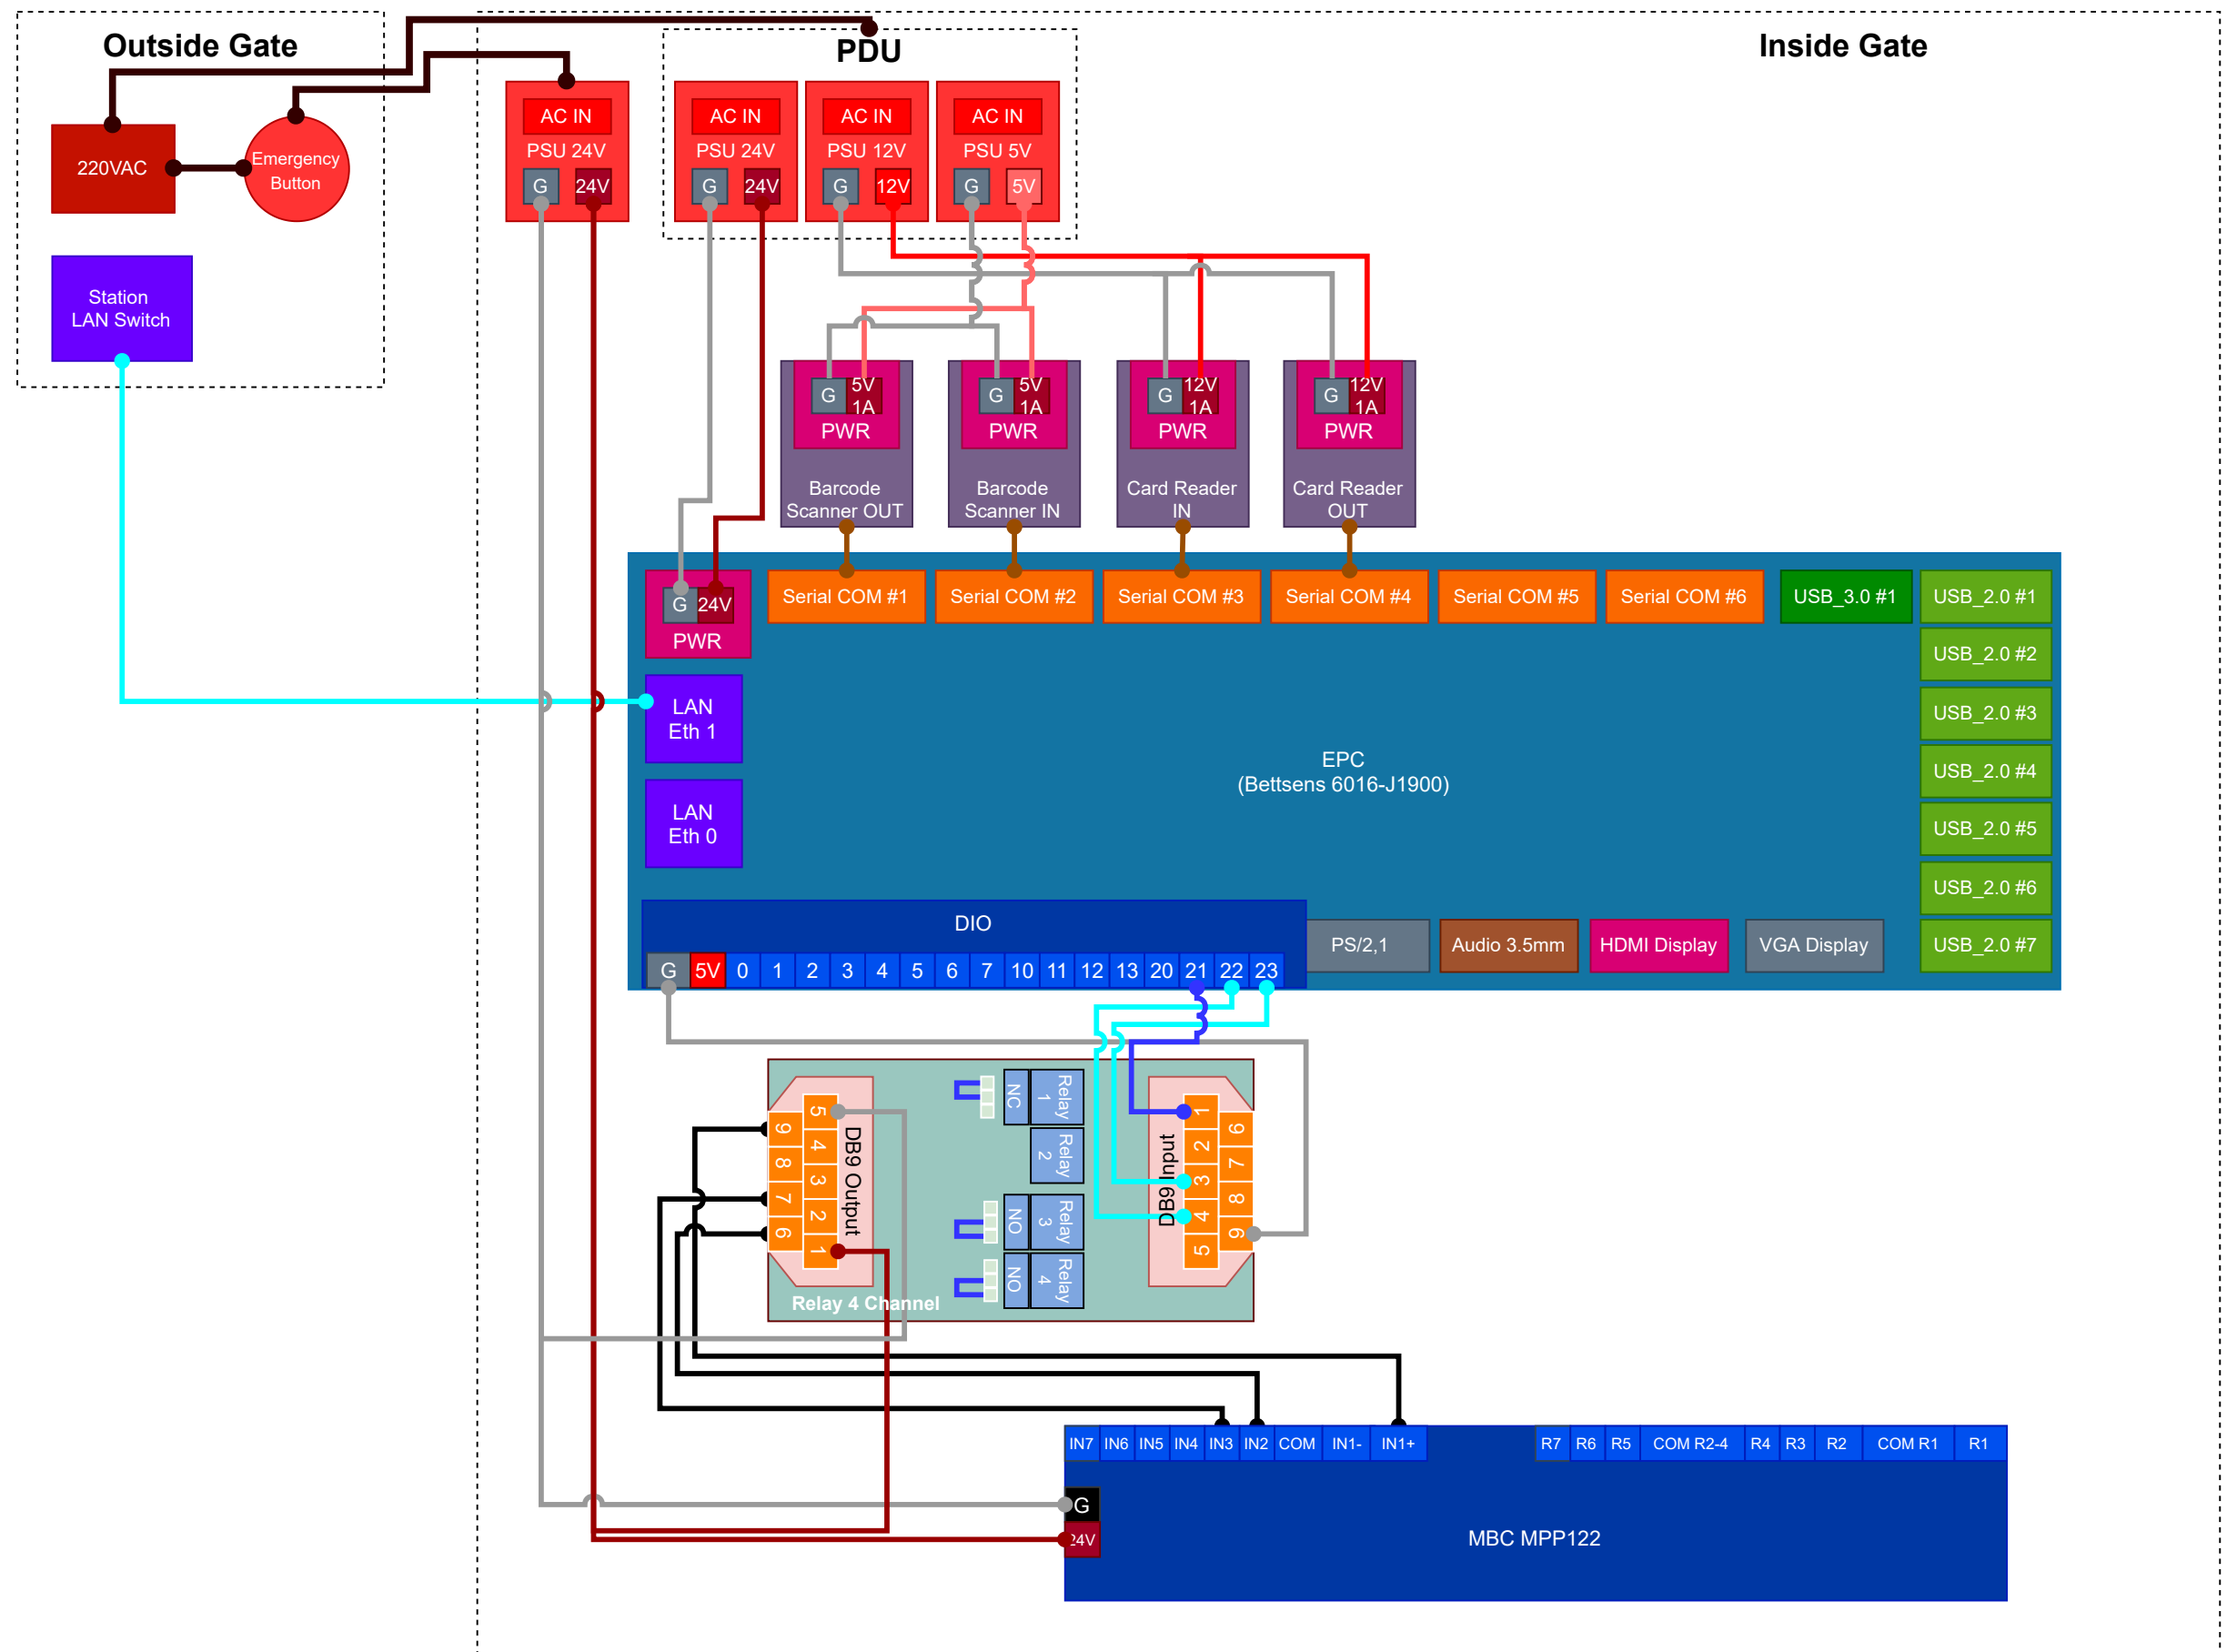 Outside Gate
PDU
Inside Gate
220VAC
Emergency
Button
Station
LAN Switch
AC IN
PSU 24V
G
24V
AC IN
PSU 24V
G
24V
AC IN
PSU 12V
G
12V
AC IN
PSU 5V
G
5V
G
5V
1A
PWR
Barcode
Scanner OUT
G
5V
1A
PWR
Barcode
Scanner IN
G
12V
1A
PWR
Card Reader
IN
G
12V
1A
PWR
Card Reader
OUT
G
24V
PWR
Serial COM #1
Serial COM #2
Serial COM #3
Serial COM #4
Serial COM #5
Serial COM #6
USB_3.0 #1
USB_2.0 #1
USB_2.0 #2
USB_2.0 #3
USB_2.0 #4
USB_2.0 #5
USB_2.0 #6
USB_2.0 #7
LAN
Eth 1
LAN
Eth 0
EPC
(Bettsens 6016-J1900)
DIO
G 5V 0 1 2 3 4 5 6 7 10 11 12 13 20 21 22 23
PS/2,1
Audio 3.5mm
HDMI Display
VGA Display
5
4
3
2
1
9
8
7
6
DB9 Output
NC
Relay
1
Relay
2
NO
Relay
3
NO
Relay
4
DB9 Input
1
2
3
4
5
6
7
8
9
Relay 4 Channel
IN7 IN6 IN5 IN4 IN3 IN2 COM IN1- IN1+
R7 R6 R5 COM R2-4 R4 R3 R2 COM R1 R1
G
24V
MBC MPP122